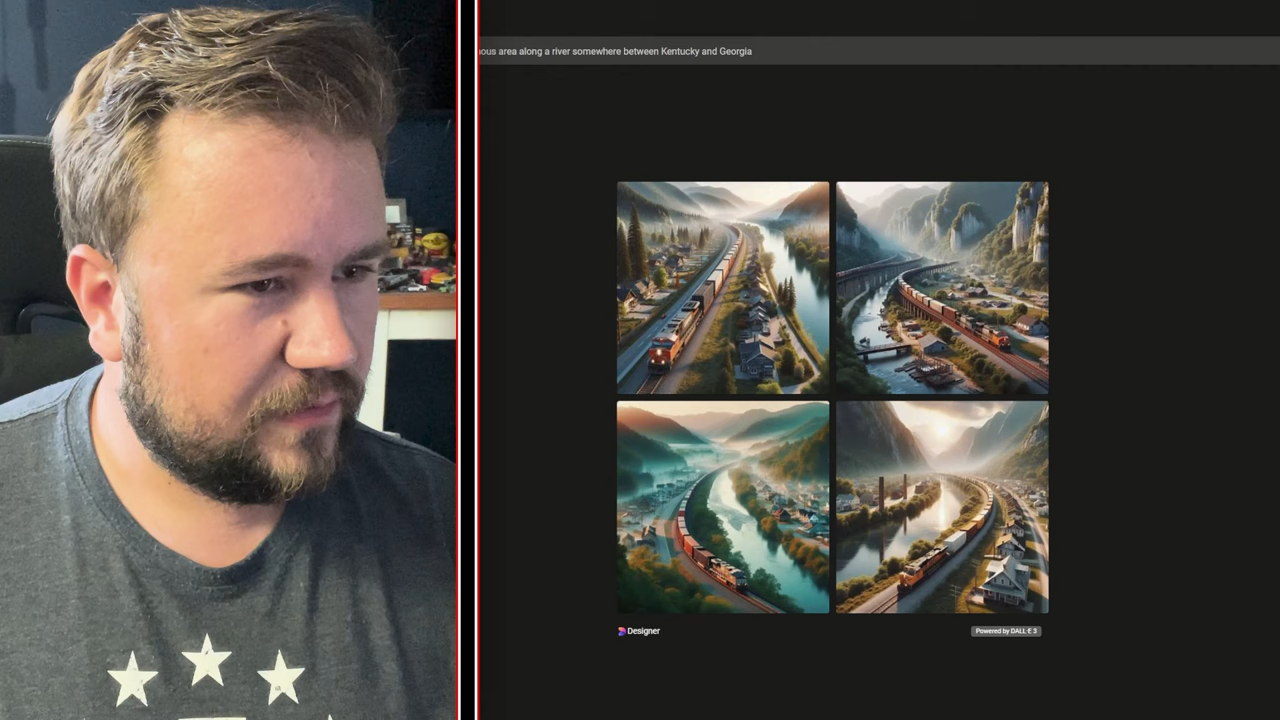 ous area along a river somewhere between Kentucky and Georgia
Designer
Powered by DALL·E 3